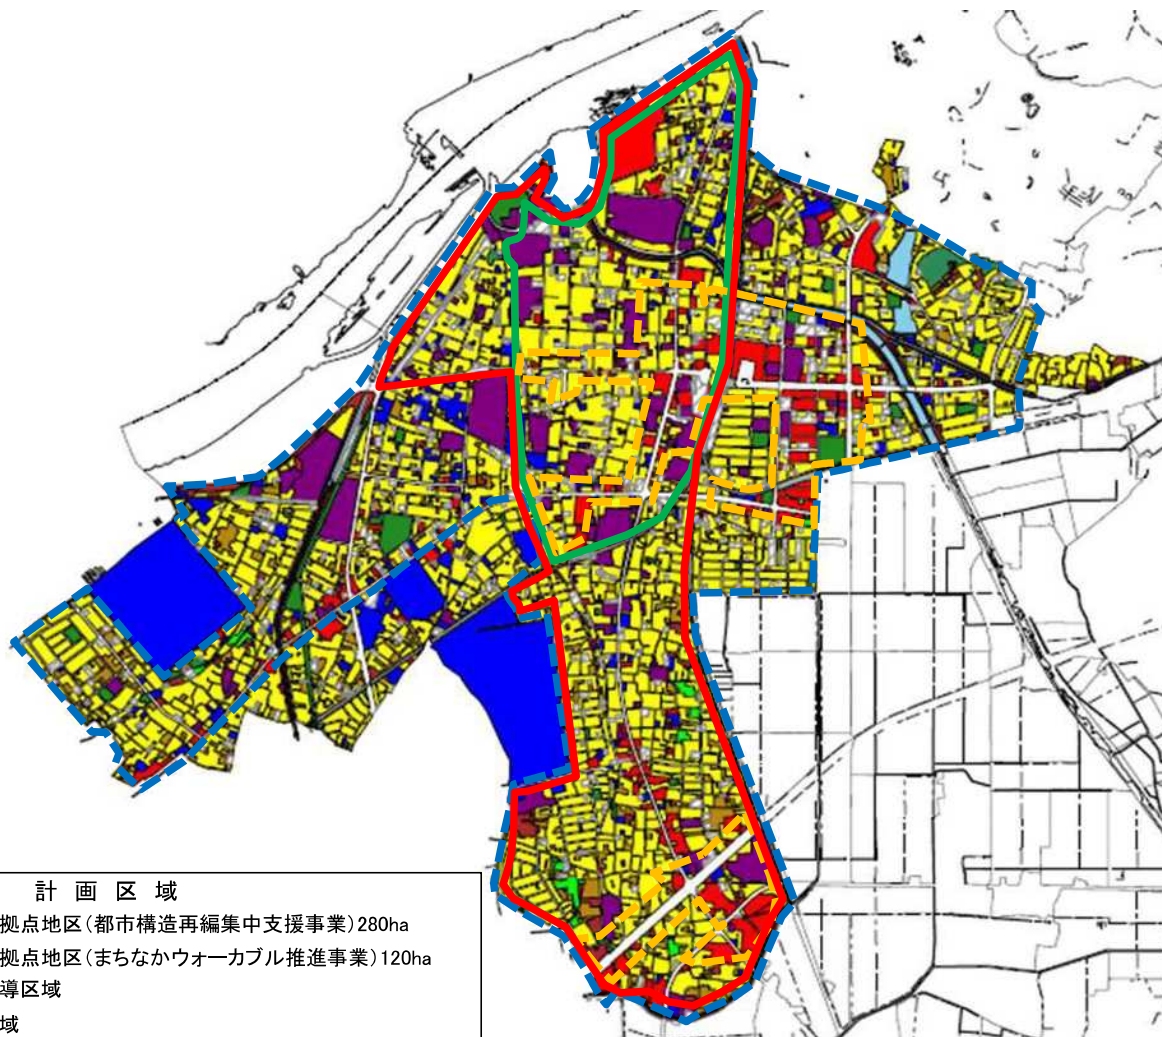 計画区域
拠点地区(都市構造再編集中支援事業)280ha
拠点地区(まちなかウォーカブル推進事業)120ha
導区域
域